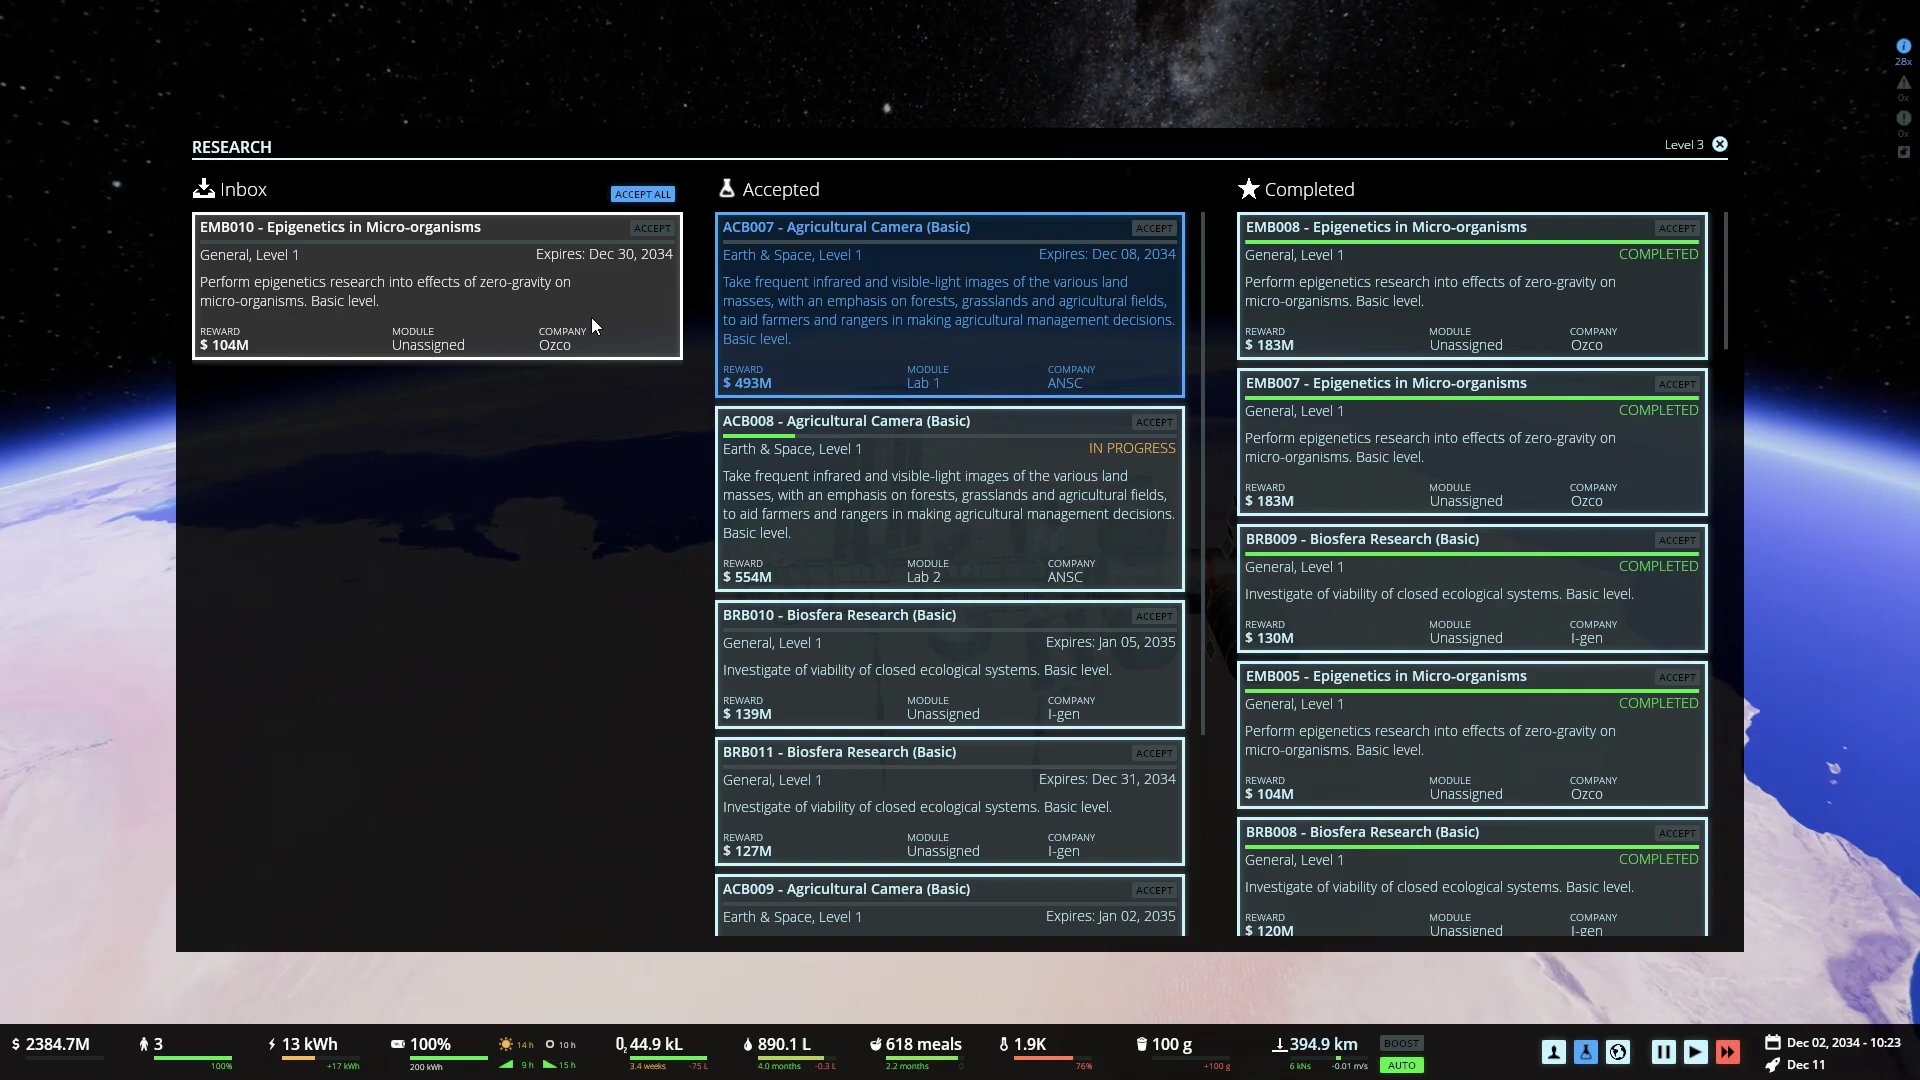 28x
0x
0x
RESEARCH
Level 3
Inbox
ACCEPT ALL
EMB010 - Epigenetics in Micro-organisms
ACCEPT
General, Level 1
Expires: Dec 30, 2034
Perform epigenetics research into effects of zero-gravity on
micro-organisms. Basic level.
REWARD
MODULE
COMPANY
$ 104M
Unassigned
Ozco
Accepted
ACB007 - Agricultural Camera (Basic)
ACCEPT
Earth & Space, Level 1
Expires: Dec 08, 2034
Take frequent infrared and visible-light images of the various land
masses, with an emphasis on forests, grasslands and agricultural fields,
to aid farmers and rangers in making agricultural management decisions.
Basic level.
REWARD
MODULE
COMPANY
$ 493M
Lab 1
ANSC
ACB008 - Agricultural Camera (Basic)
ACCEPT
Earth & Space, Level 1
IN PROGRESS
Take frequent infrared and visible-light images of the various land
masses, with an emphasis on forests, grasslands and agricultural fields,
to aid farmers and rangers in making agricultural management decisions.
Basic level.
REWARD
MODULE
COMPANY
$ 554M
Lab 2
ANSC
BRB010 - Biosfera Research (Basic)
ACCEPT
General, Level 1
Expires: Jan 05, 2035
Investigate of viability of closed ecological systems. Basic level.
REWARD
MODULE
COMPANY
$ 139M
Unassigned
I-gen
BRB011 - Biosfera Research (Basic)
ACCEPT
General, Level 1
Expires: Dec 31, 2034
Investigate of viability of closed ecological systems. Basic level.
REWARD
MODULE
COMPANY
$ 127M
Unassigned
I-gen
ACB009 - Agricultural Camera (Basic)
ACCEPT
Earth & Space, Level 1
Expires: Jan 02, 2035
Completed
EMB008 - Epigenetics in Micro-organisms
ACCEPT
General, Level 1
COMPLETED
Perform epigenetics research into effects of zero-gravity on
micro-organisms. Basic level.
REWARD
MODULE
COMPANY
$ 183M
Unassigned
Ozco
EMB007 - Epigenetics in Micro-organisms
ACCEPT
General, Level 1
COMPLETED
Perform epigenetics research into effects of zero-gravity on
micro-organisms. Basic level.
REWARD
MODULE
COMPANY
$ 183M
Unassigned
Ozco
BRB009 - Biosfera Research (Basic)
ACCEPT
General, Level 1
COMPLETED
Investigate of viability of closed ecological systems. Basic level.
REWARD
MODULE
COMPANY
$ 130M
Unassigned
I-gen
EMB005 - Epigenetics in Micro-organisms
ACCEPT
General, Level 1
COMPLETED
Perform epigenetics research into effects of zero-gravity on
micro-organisms. Basic level.
REWARD
MODULE
COMPANY
$ 104M
Unassigned
Ozco
BRB008 - Biosfera Research (Basic)
ACCEPT
General, Level 1
COMPLETED
Investigate of viability of closed ecological systems. Basic level.
REWARD
MODULE
COMPANY
$ 120M
Unassigned
I-gen
$ 2384.7M
3
100%
13 kWh
+17 kWh
100%
200 kWh
14 h
10 h
9 h
15 h
44.9 kL
3.4 weeks
-75 L
890.1 L
4.0 months
-0.3 L
618 meals
2.2 months
0
1.9K
76%
100 g
+100 g
394.9 km
6 kNs
-0.01 m/s
BOOST
AUTO
Dec 02, 2034 - 10:23
Dec 11